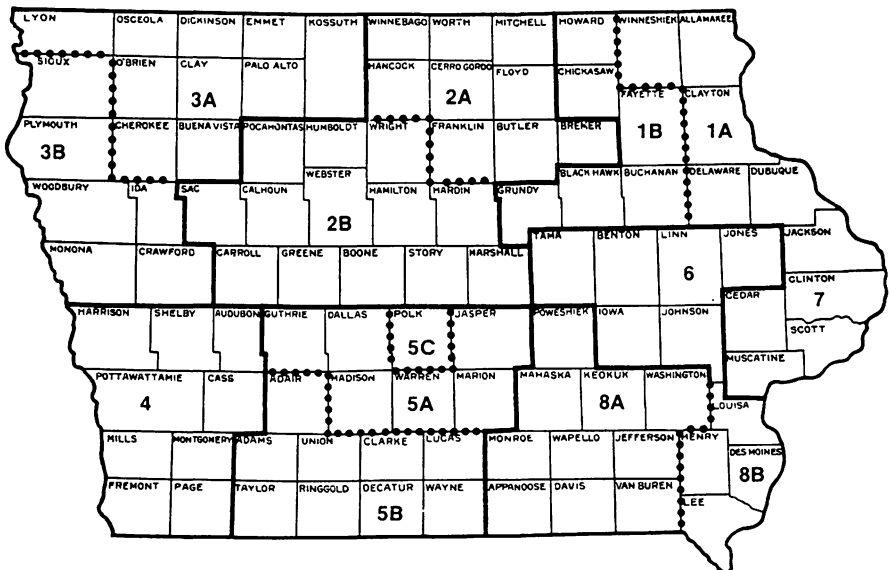 LYON OSCEOLA DICKINSON EMMET KOSSUTH WINNEBAGO WORTH MITCHELL HOWARD WINNESHIEK ALLAMAKEE
SIOUX O'BRIEN CLAY PALO ALTO HANCOCK CERRO GORDO FLOYD CHICKASAW
3A 2A
FAYETTE CLAYTON
PLYMOUTH CHEROKEE BUENA VISTA POCAHONTAS HUMBOLDT WRIGHT FRANKLIN BUTLER BREMER 1B 1A
3B
WEBSTER BLACK HAWK BUCHANAN DELAWARE DUBUQUE
WOODBURY IDA SAC CALHOUN HAMILTON HARDIN GRUNDY
2B
TAMA BENTON LINN JONES JACKSON
MONONA CRAWFORD CARROLL GREENE BOONE STORY MARSHALL
6
CLINTON
CEDAR 7
HARRISON SHELBY AUDUBON GUTHRIE DALLAS POLK JASPER POWESHIEK IOWA JOHNSON
SCOTT
5C
MUSCATINE
POTTAWATTAMIE CASS ADAIR MADISON WARREN MARION MAHASKA KEOKUK WASHINGTON
4 5A 8A
LOUISA
MILLS MONTGOMERY ADAMS UNION CLARKE LUCAS MONROE WAPELLO JEFFERSON HENRY
DES MOINES
8B
FREMONT PAGE TAYLOR RINGGOLD DECATUR WAYNE APPANOOSE DAVIS VAN BUREN
LEE
5B